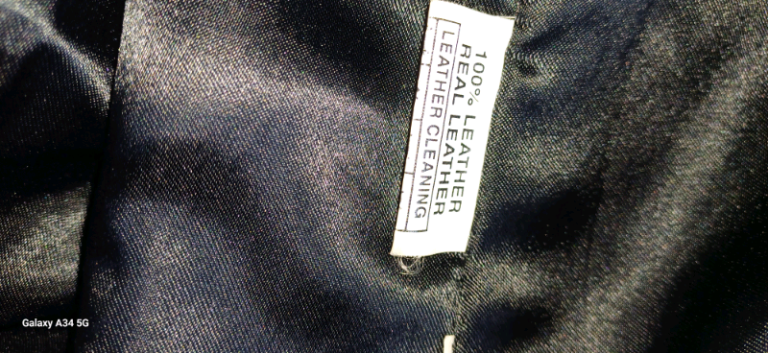 100% LEATHER
REAL LEATHER
LEATHER CLEANING
Galaxy A34 5G